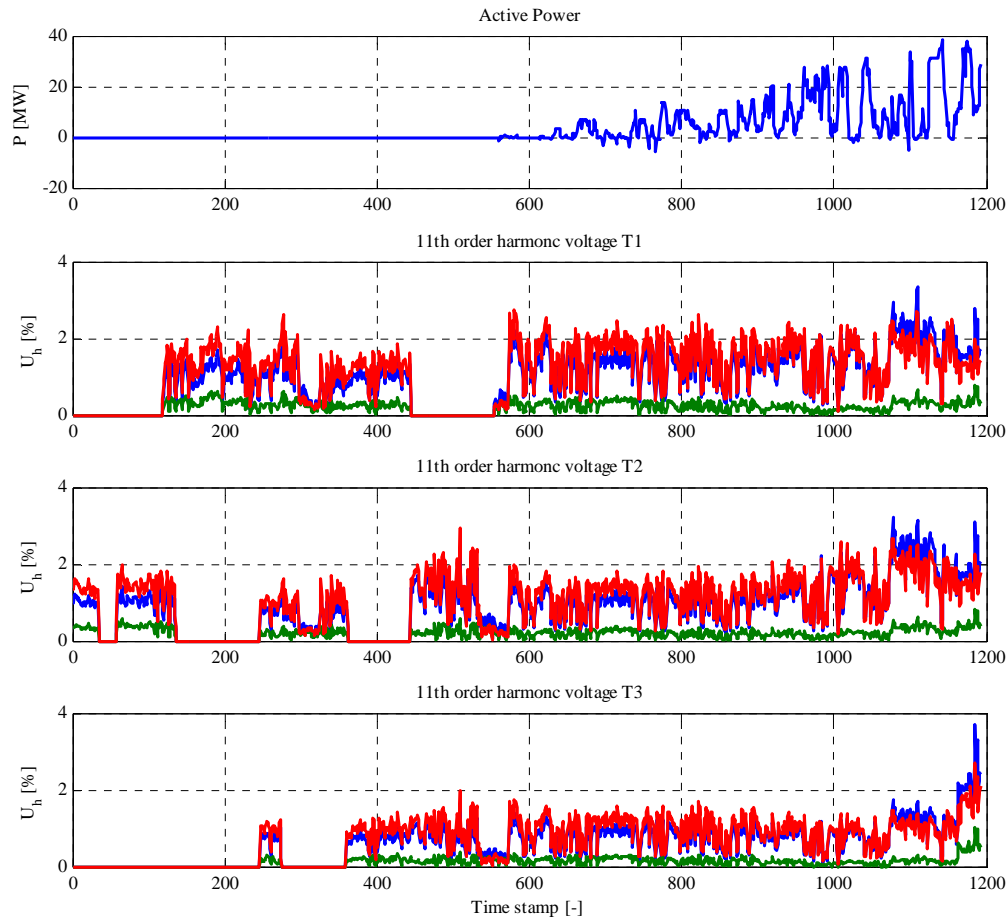 Active Power
P [MW]
40
20
0
-20
0 200 400 600 800 1000 1200
11th order harmonc voltage T1
U_h [%]
4
2
0
0 200 400 600 800 1000 1200
11th order harmonc voltage T2
U_h [%]
4
2
0
0 200 400 600 800 1000 1200
11th order harmonc voltage T3
U_h [%]
4
2
0
0 200 400 600 800 1000 1200
Time stamp [-]